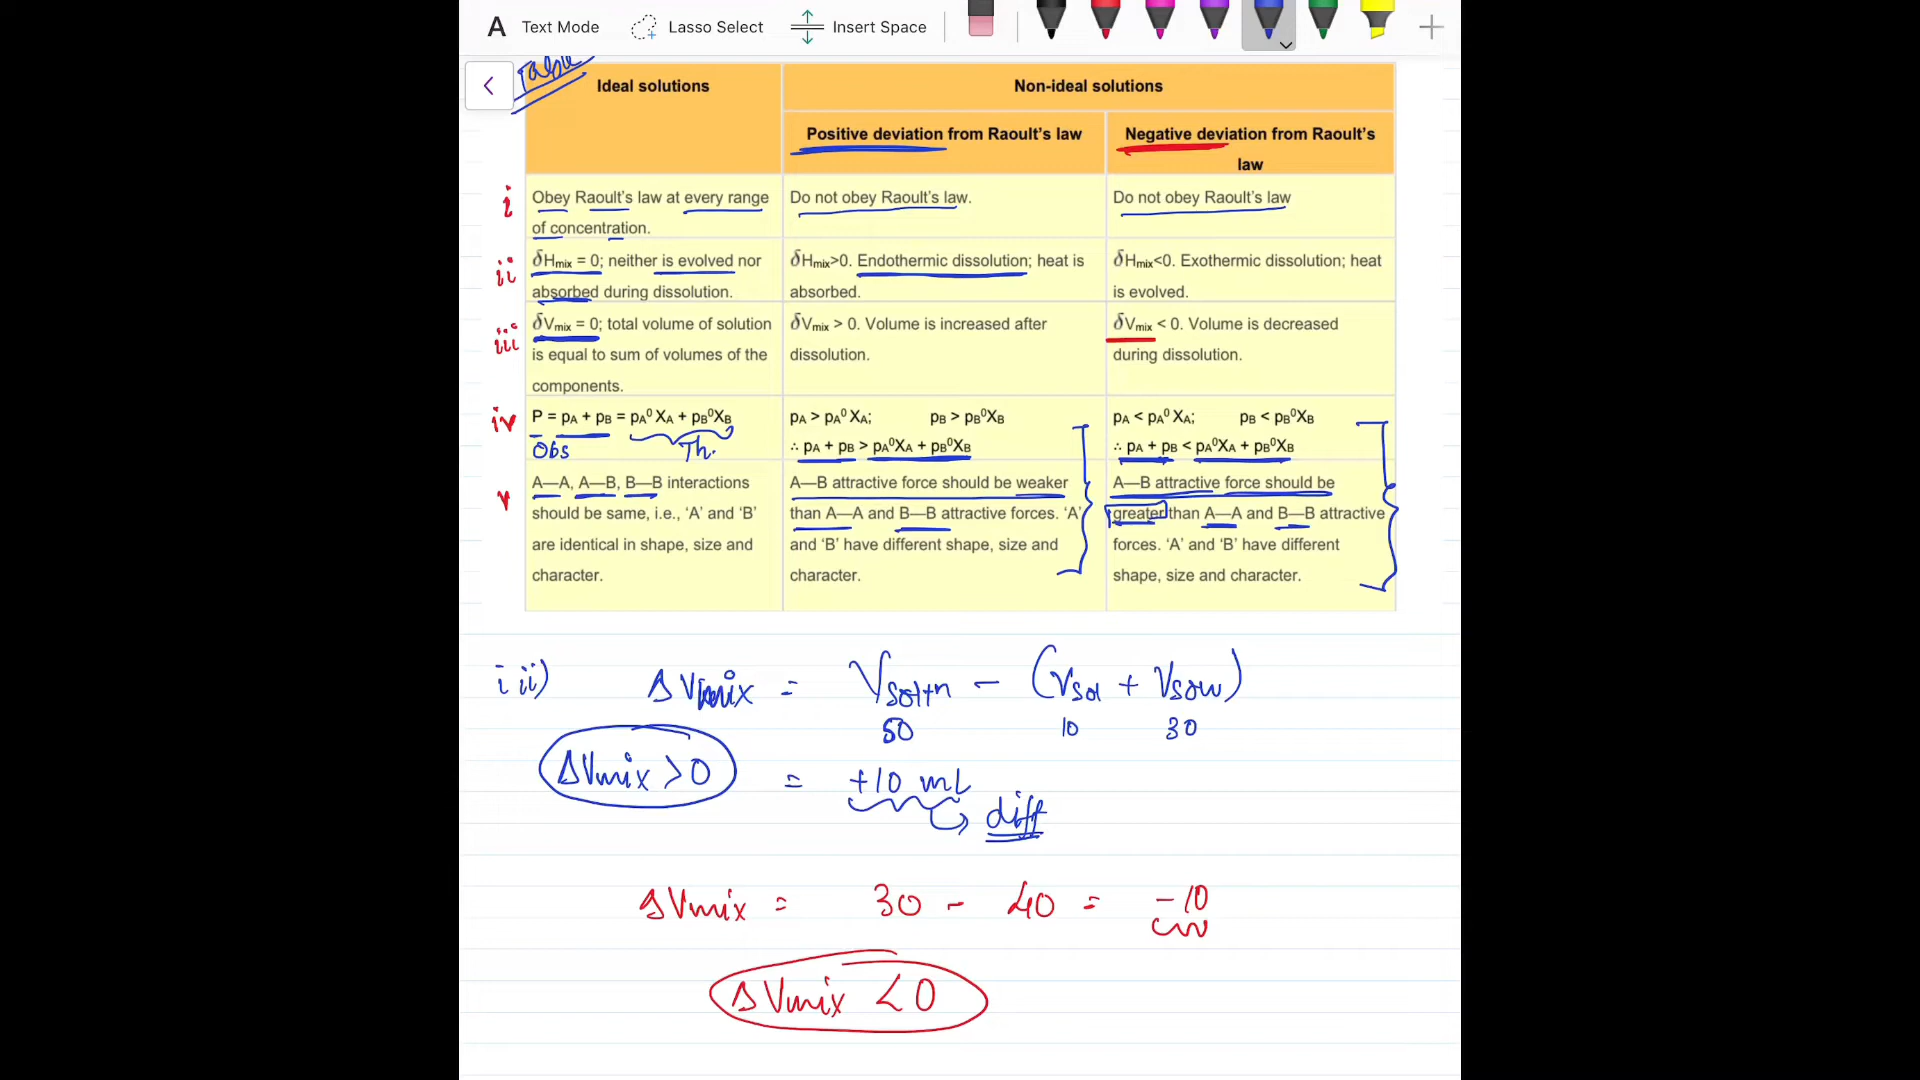 A Text Mode Lasso Select Insert Space
Table
Ideal solutions
Non-ideal solutions
Positive deviation from Raoult's law
Negative deviation from Raoult's
law
i
Obey Raoult's law at every range
of concentration.
Do not obey Raoult's law.
Do not obey Raoult's law
ii
δHmix = 0; neither is evolved nor
absorbed during dissolution.
δHmix>0. Endothermic dissolution; heat is
absorbed.
δHmix<0. Exothermic dissolution; heat
is evolved.
iii
δVmix = 0; total volume of solution
is equal to sum of volumes of the
components.
δVmix > 0. Volume is increased after
dissolution.
δVmix < 0. Volume is decreased
during dissolution.
iv
P = pA + pB = pA⁰ XA + pB⁰XB
Obs Th.
pA > pA⁰ XA; pB > pB⁰XB
∴ pA + pB > pA⁰XA + pB⁰XB
pA < pA⁰ XA; pB < pB⁰XB
∴ pA + pB < pA⁰XA + pB⁰XB
v
A—A, A—B, B—B interactions
should be same, i.e., 'A' and 'B'
are identical in shape, size and
character.
A—B attractive force should be weaker
than A—A and B—B attractive forces. 'A'
and 'B' have different shape, size and
character.
A—B attractive force should be
greater than A—A and B—B attractive
forces. 'A' and 'B' have different
shape, size and character.
iii) ΔVmix = Vsolτn - (Vsol + Vsow)
50 10 30
ΔVmix >0 = +10 mL
diff
ΔVmix = 30 - 40 = -10
ΔVmix <0